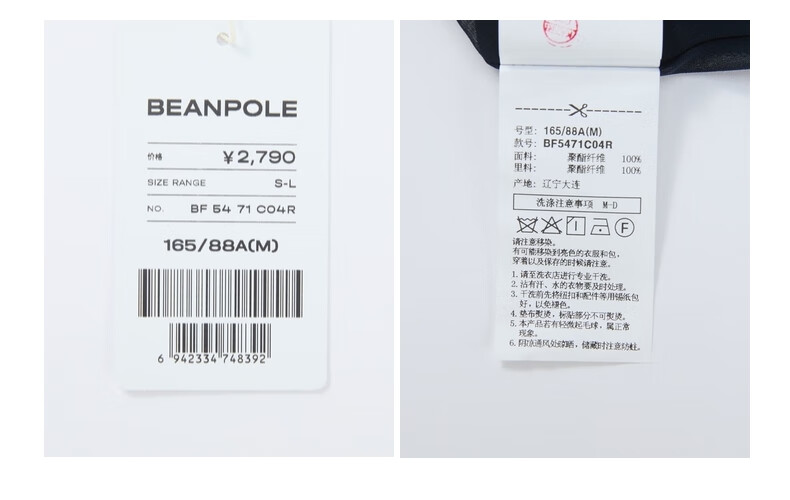 BEANPOLE
价格 ¥2,790
SIZE RANGE S-L
NO. BF 54 71 C04R
165/88A(M)
6 942334 748392
号型: 165/88A(M)
款号: BF5471C04R
面料: 聚酯纤维 100%
里料: 聚酯纤维 100%
产地: 辽宁大连
洗涤注意事项 M-D
F
请注意移染。
有可能移染到亮色的衣服和包,
穿着以及保存的时候请注意。
1. 请至洗衣店进行专业干洗。
2. 沾有汗、水的衣物要及时处理。
3. 干洗前先将纽扣和配件等用锡纸包
好, 以免褪色。
4. 垫布熨烫, 标贴部分不可熨烫。
5. 本产品若有轻微起毛球, 属正常
现象。
6. 阴凉通风处晾晒, 储藏时注意防蛀。